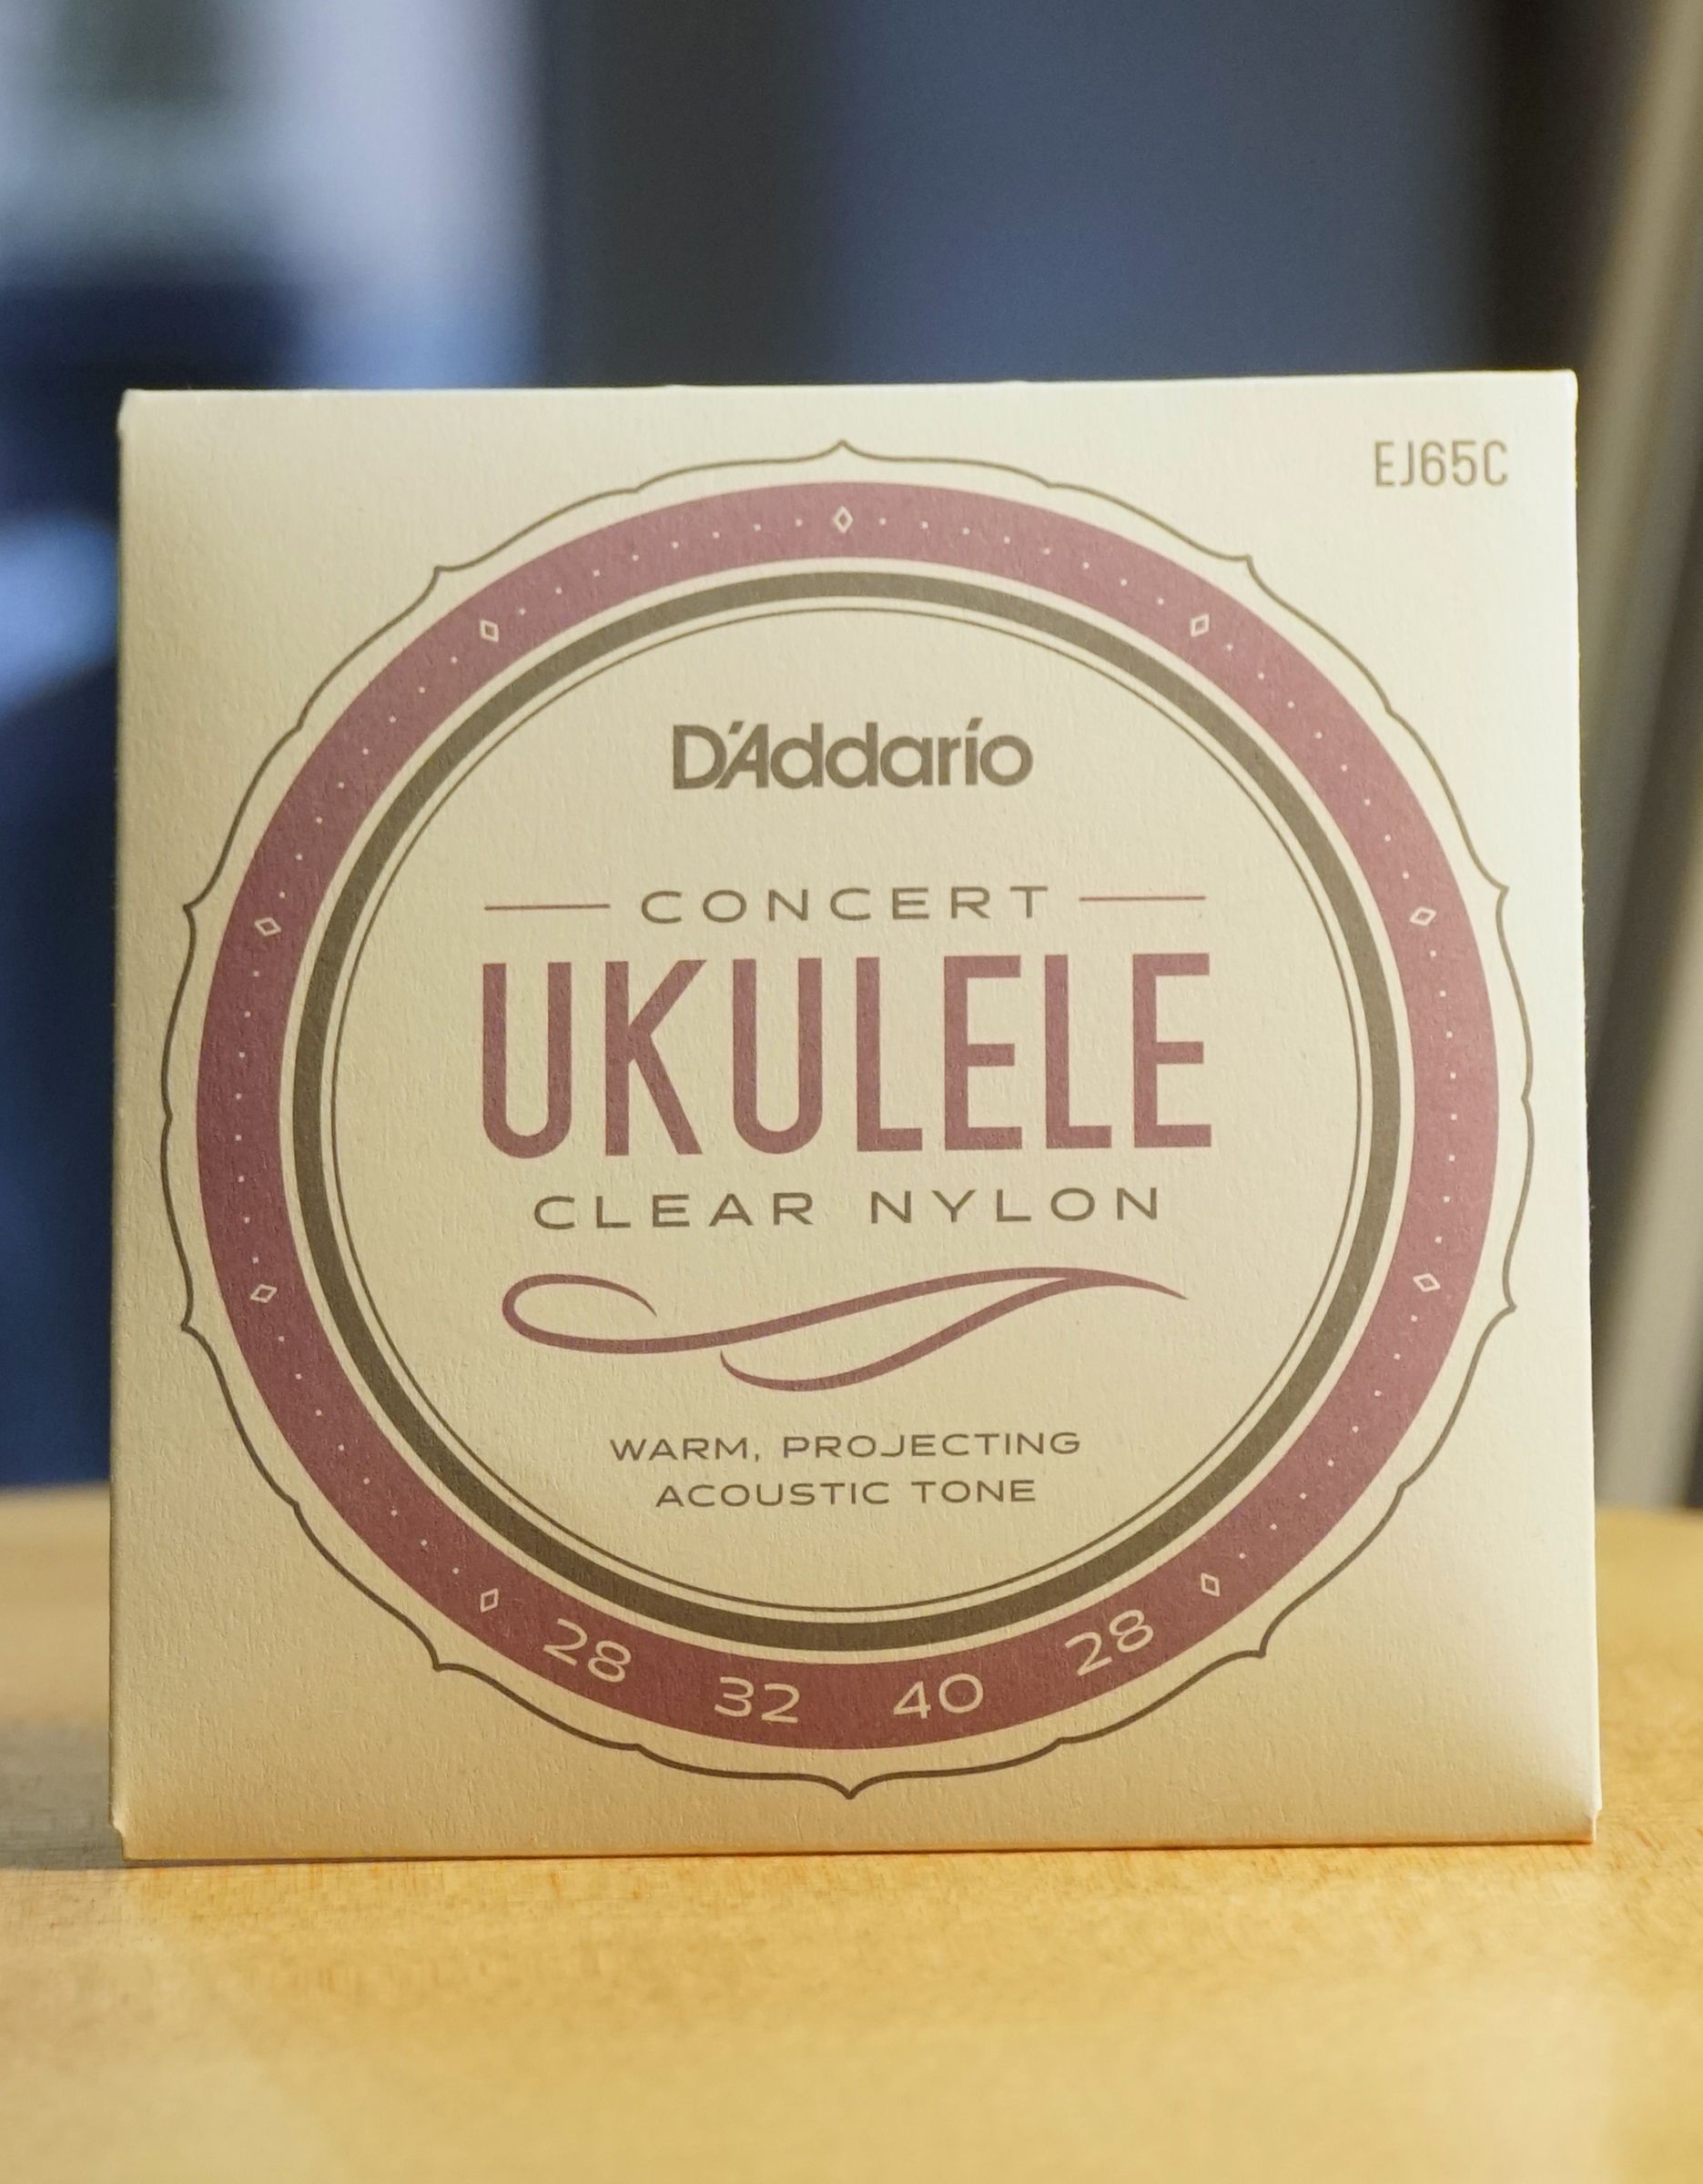 EJ65C
D'Addario
CONCERT
UKULELE
CLEAR NYLON
WARM, PROJECTING
ACOUSTIC TONE
28 32 40 28